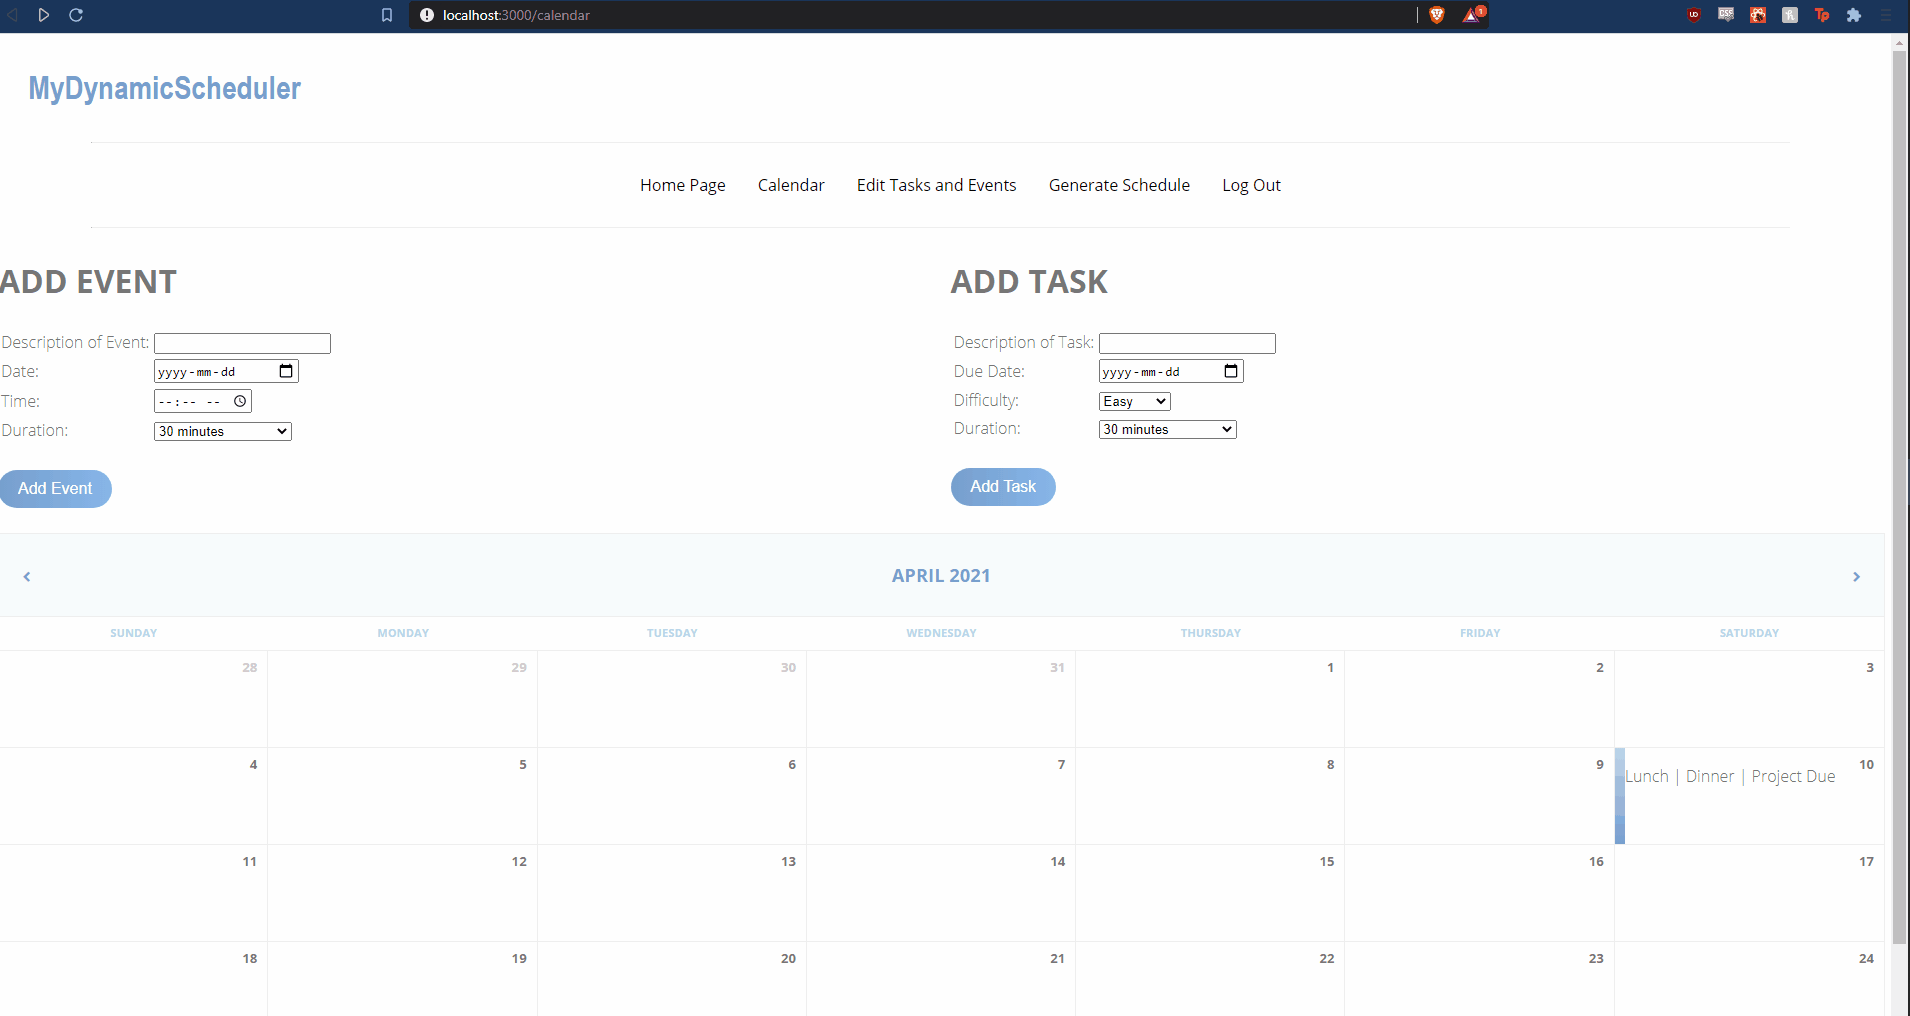 localhost:3000/calendar
1
MyDynamicScheduler
Home Page Calendar Edit Tasks and Events Generate Schedule Log Out
ADD EVENT
Description of Event:
Date: yyyy-mm-dd
Time: --:-- --
Duration: 30 minutes
Add Event
ADD TASK
Description of Task:
Due Date: yyyy-mm-dd
Difficulty: Easy
Duration: 30 minutes
Add Task
APRIL 2021
SUNDAY MONDAY TUESDAY WEDNESDAY THURSDAY FRIDAY SATURDAY
28 29 30 31 1 2 3
4 5 6 7 8 9 10
Lunch | Dinner | Project Due
11 12 13 14 15 16 17
18 19 20 21 22 23 24